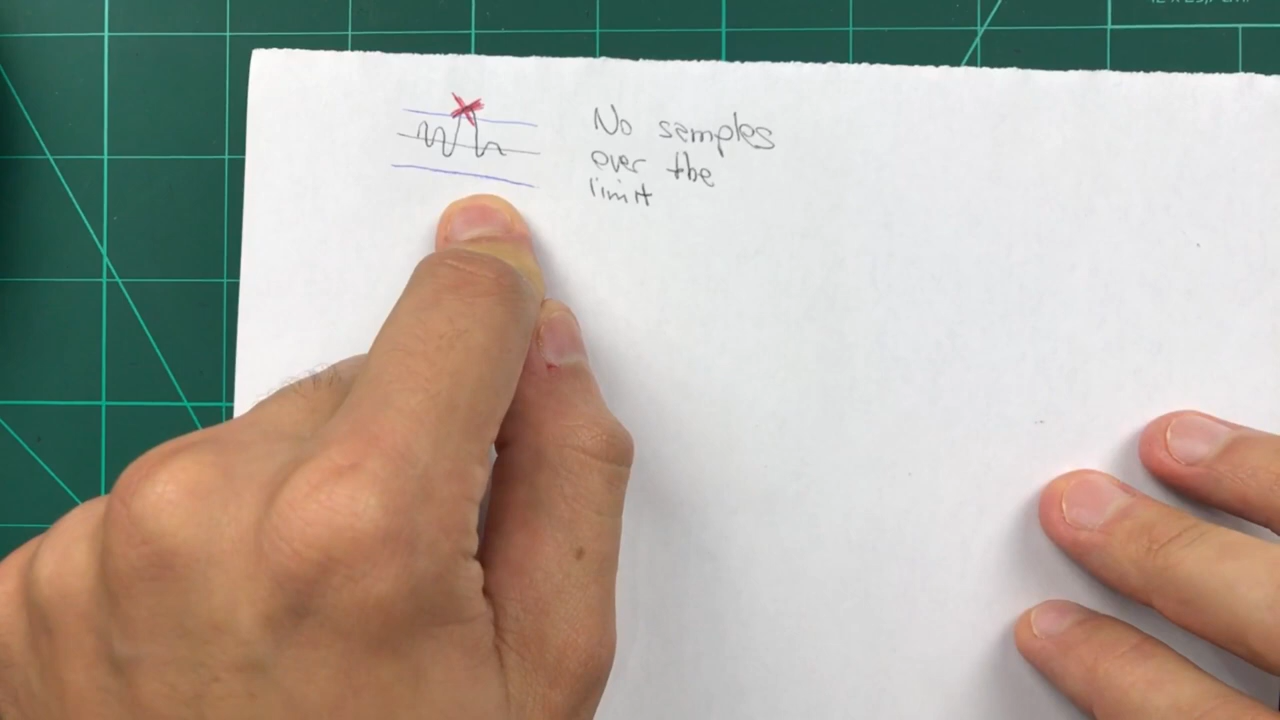 No samples
over the
limit